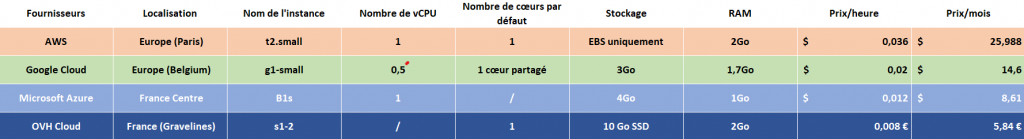 Fournisseurs Localisation Nom de l'instance Nombre de vCPU Nombre de cœurs par défaut Stockage RAM Prix/heure Prix/mois
AWS Europe (Paris) t2.small 1 1 EBS uniquement 2Go $ 0,036 $ 25,988
Google Cloud Europe (Belgium) g1-small 0,5 1 cœur partagé 3Go 1,7Go $ 0,02 $ 14,6
Microsoft Azure France Centre B1s 1 / 4Go 1Go $ 0,012 $ 8,61
OVH Cloud France (Gravelines) s1-2 / 1 10 Go SSD 2Go 0,008 € 5,84 €